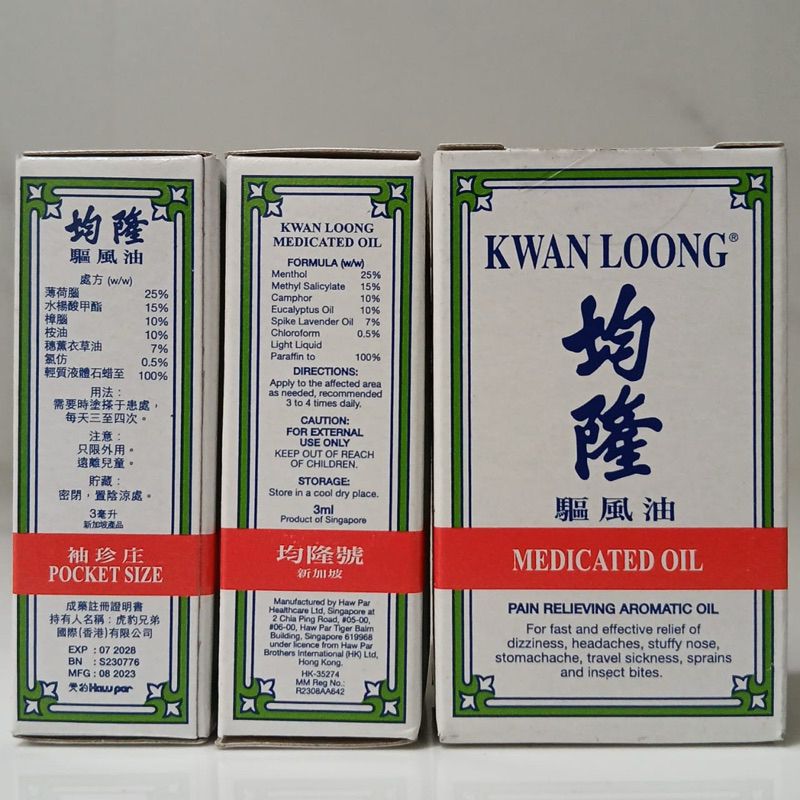 均隆
驅風油
處方 (w/w)
薄荷腦 25%
水楊酸甲酯 15%
樟腦 10%
桉油 10%
穗薰衣草油 7%
氯仿 0.5%
輕質液體石蜡至 100%
用法：
需要時塗揉于患處，
每天三至四次。
注意：
只限外用。
遠離兒童。
貯藏：
密閉，置陰涼處。
3毫升
新加坡產品
袖珍庄
POCKET SIZE
成藥註冊證明書
持有人名稱：虎豹兄弟
國際(香港)有限公司
EXP : 07 2028
BN : S230776
MFG : 08 2023
Haw par
KWAN LOONG
MEDICATED OIL
FORMULA (w/w)
Menthol 25%
Methyl Salicylate 15%
Camphor 10%
Eucalyptus Oil 10%
Spike Lavender Oil 7%
Chloroform 0.5%
Light Liquid
Paraffin to 100%
DIRECTIONS:
Apply to the affected area
as needed, recommended
3 to 4 times daily.
CAUTION:
FOR EXTERNAL
USE ONLY
KEEP OUT OF REACH
OF CHILDREN.
STORAGE:
Store in a cool dry place.
3ml
Product of Singapore
均隆號
新加坡
Manufactured by Haw Par
Healthcare Ltd, Singapore at
2 Chia Ping Road, #05-00,
#06-00, Haw Par Tiger Balm
Building, Singapore 619968
under licence from Haw Par
Brothers International (HK) Ltd,
Hong Kong.
HK-35274
MM Reg No.:
R2308AA642
KWAN LOONG®
均
隆
驅風油
MEDICATED OIL
PAIN RELIEVING AROMATIC OIL
For fast and effective relief of
dizziness, headaches, stuffy nose,
stomachache, travel sickness, sprains
and insect bites.